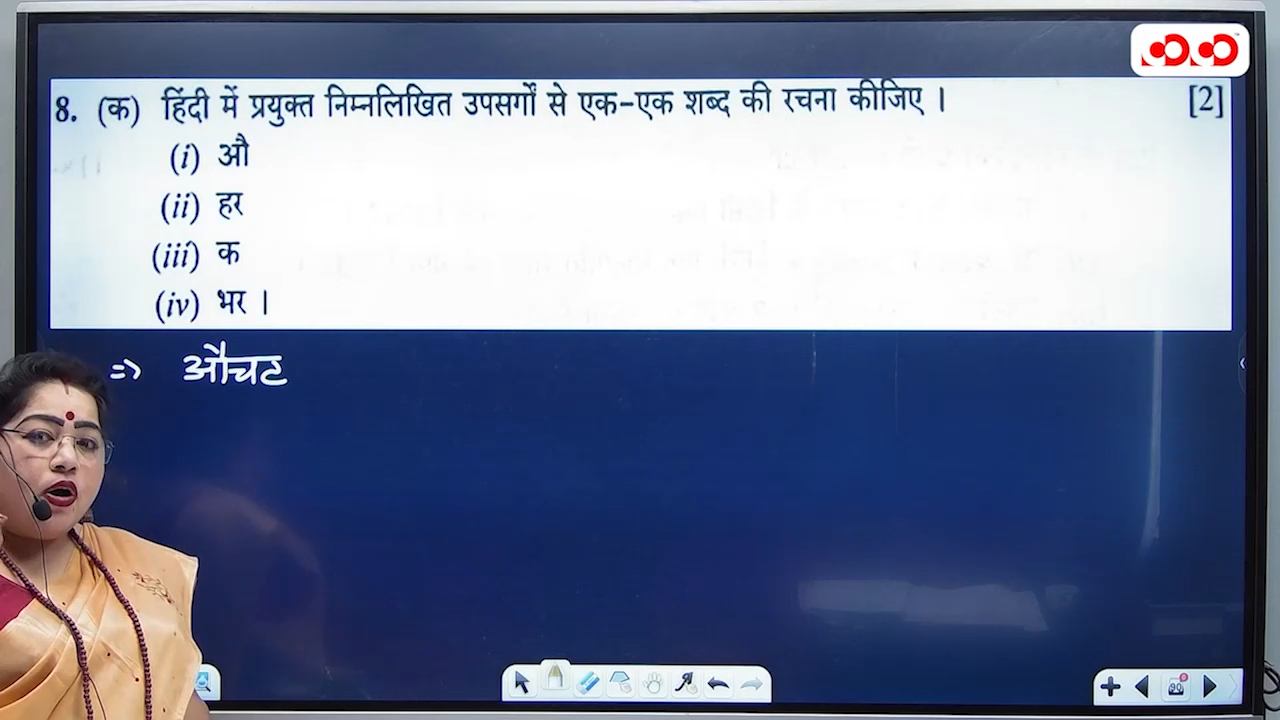 8. (क) हिंदी में प्रयुक्त निम्नलिखित उपसर्गों से एक-एक शब्द की रचना कीजिए । [2]
(i) औ
(ii) हर
(iii) क
(iv) भर ।
=> औचट